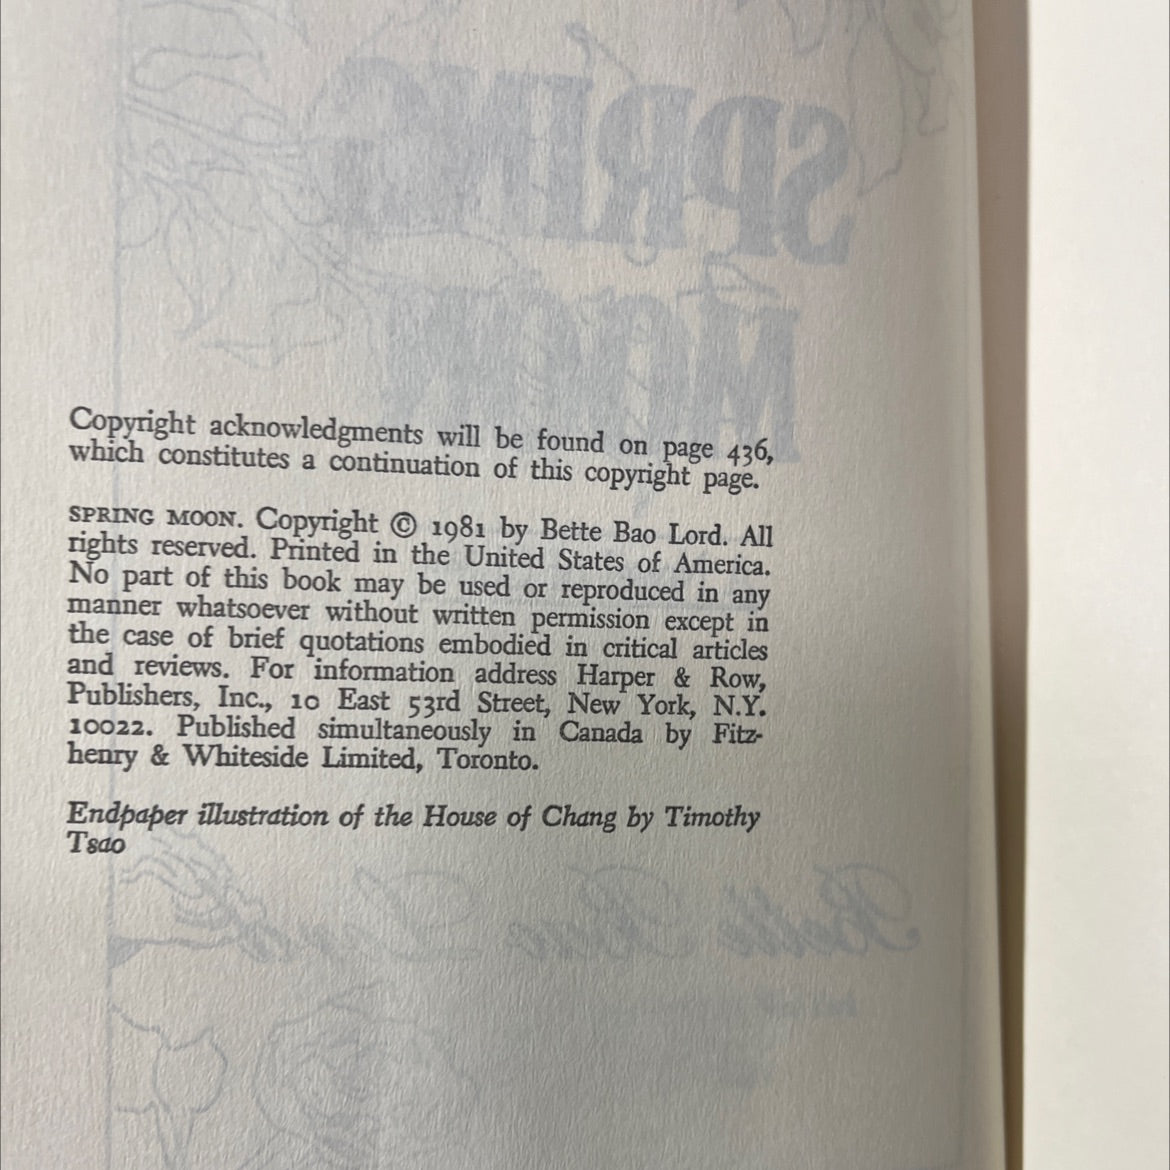 SPRING
MOON
Copyright acknowledgments will be found on page 436,
which constitutes a continuation of this copyright page.
SPRING MOON. Copyright © 1981 by Bette Bao Lord. All
rights reserved. Printed in the United States of America.
No part of this book may be used or reproduced in any
manner whatsoever without written permission except in
the case of brief quotations embodied in critical articles
and reviews. For information address Harper & Row,
Publishers, Inc., 10 East 53rd Street, New York, N.Y.
10022. Published simultaneously in Canada by Fitz-
henry & Whiteside Limited, Toronto.
Endpaper illustration of the House of Chang by Timothy
Tsao
Bette Bao Lord